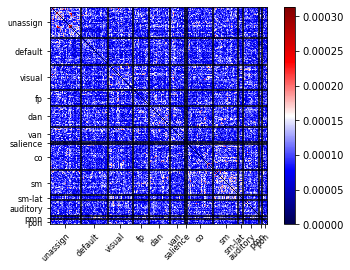 unassign
default
visual
fp
dan
van
salience
co
sm
sm-lat
auditory
pmn
pon
unassign
default
visual
fp
dan
van
salience
co
sm
sm-lat
auditory
pon
0.00030
0.00025
0.00020
0.00015
0.00010
0.00005
0.00000